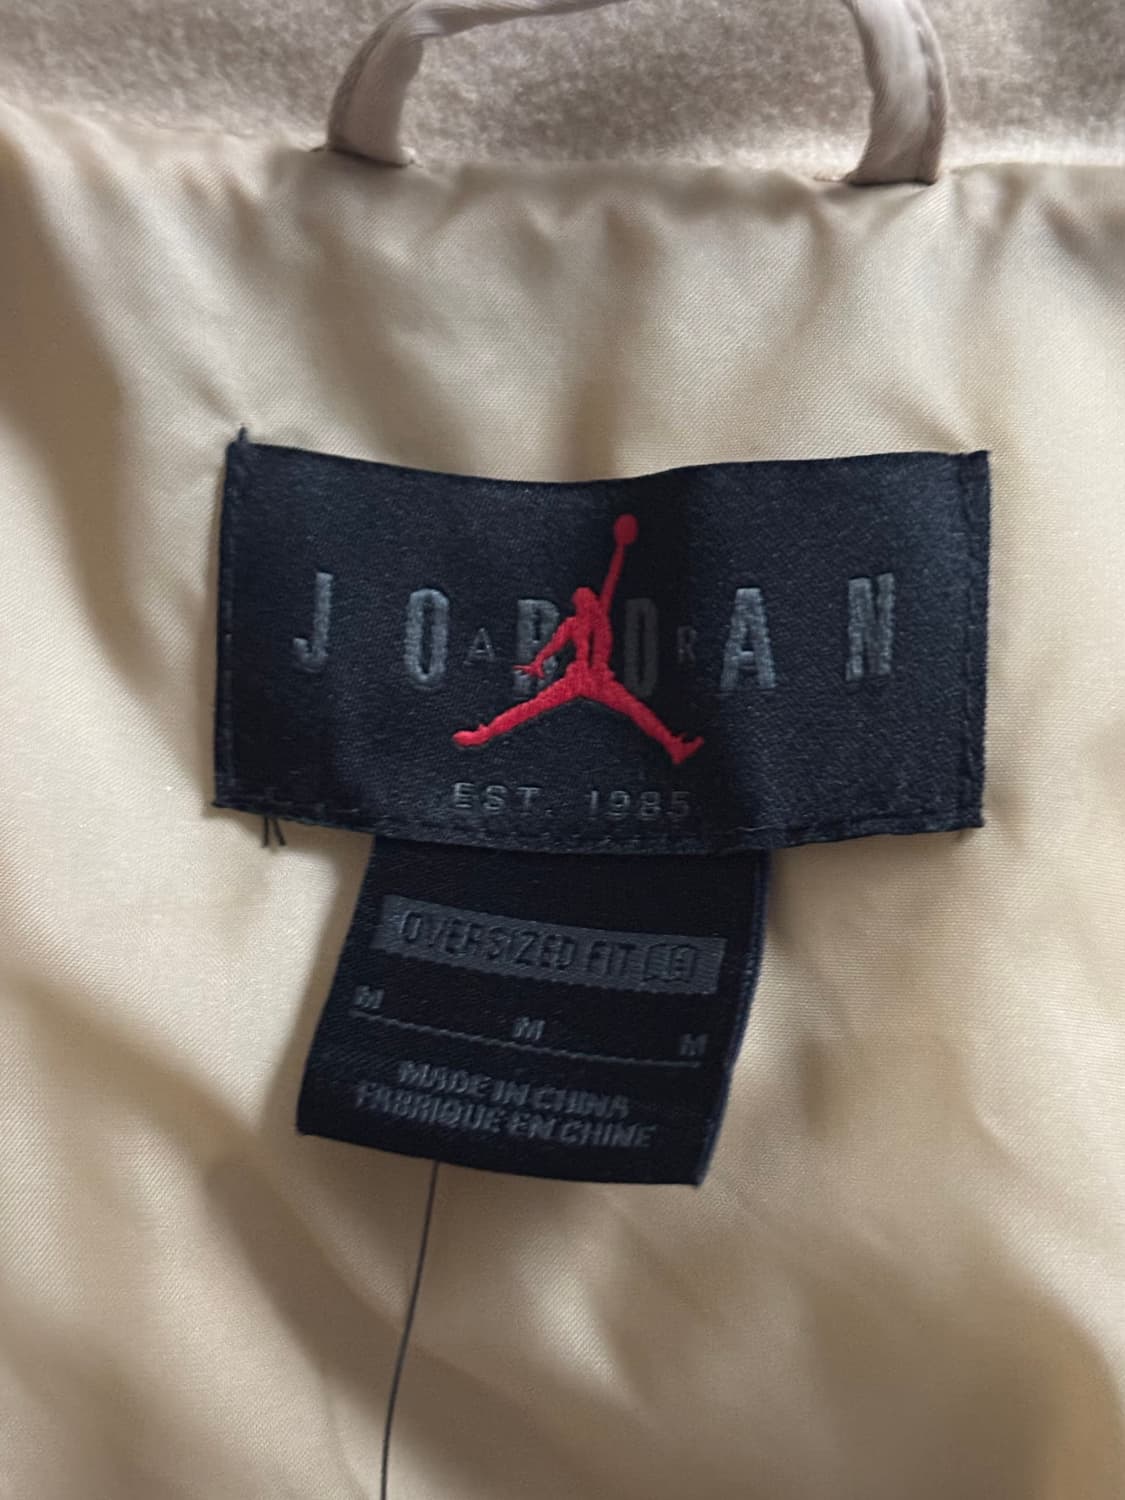 JORDAN
AIR
EST. 1985
OVERSIZED FIT
M M M
MADE IN CHINA
FABRIQUE EN CHINE